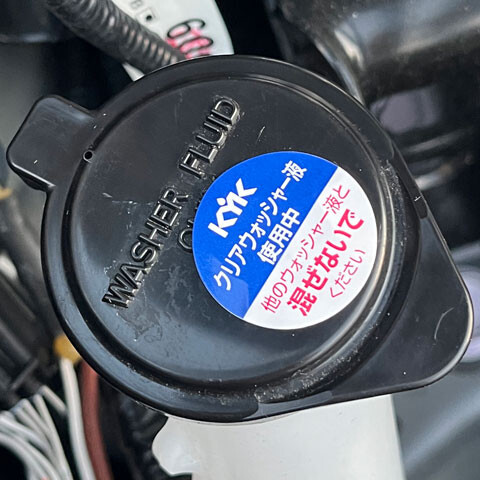 WASHER FLUID
KYK
クリアウォッシャー液
使用中
他のウォッシャー液と
混ぜないで
ください